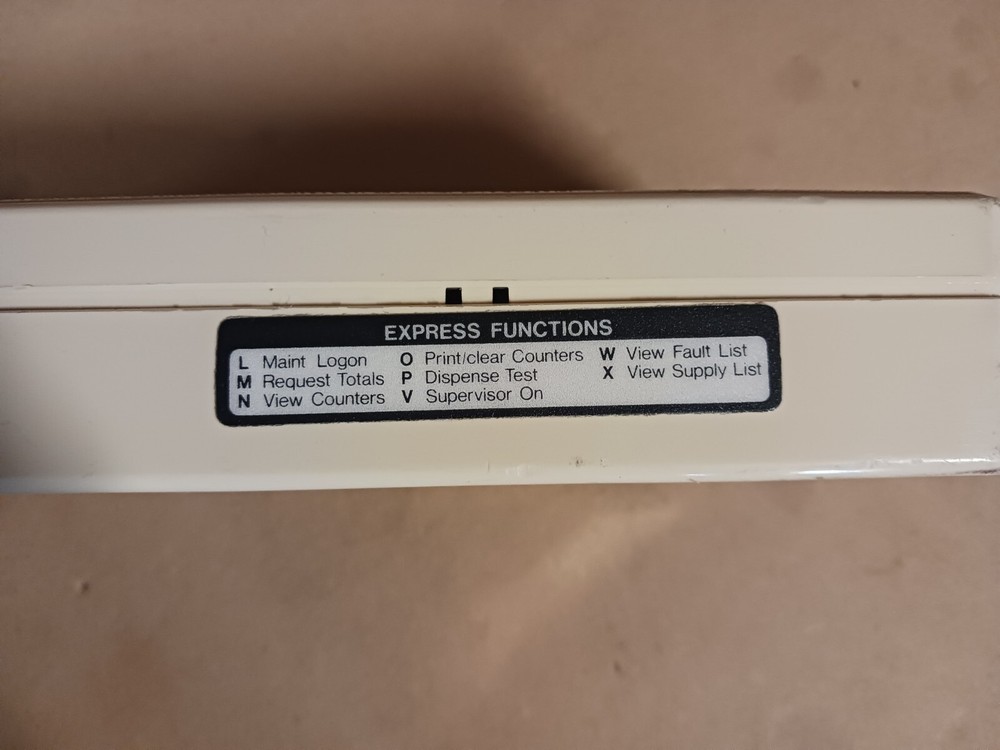 EXPRESS FUNCTIONS
L Maint Logon O Print/clear Counters W View Fault List
M Request Totals P Dispense Test X View Supply List
N View Counters V Supervisor On